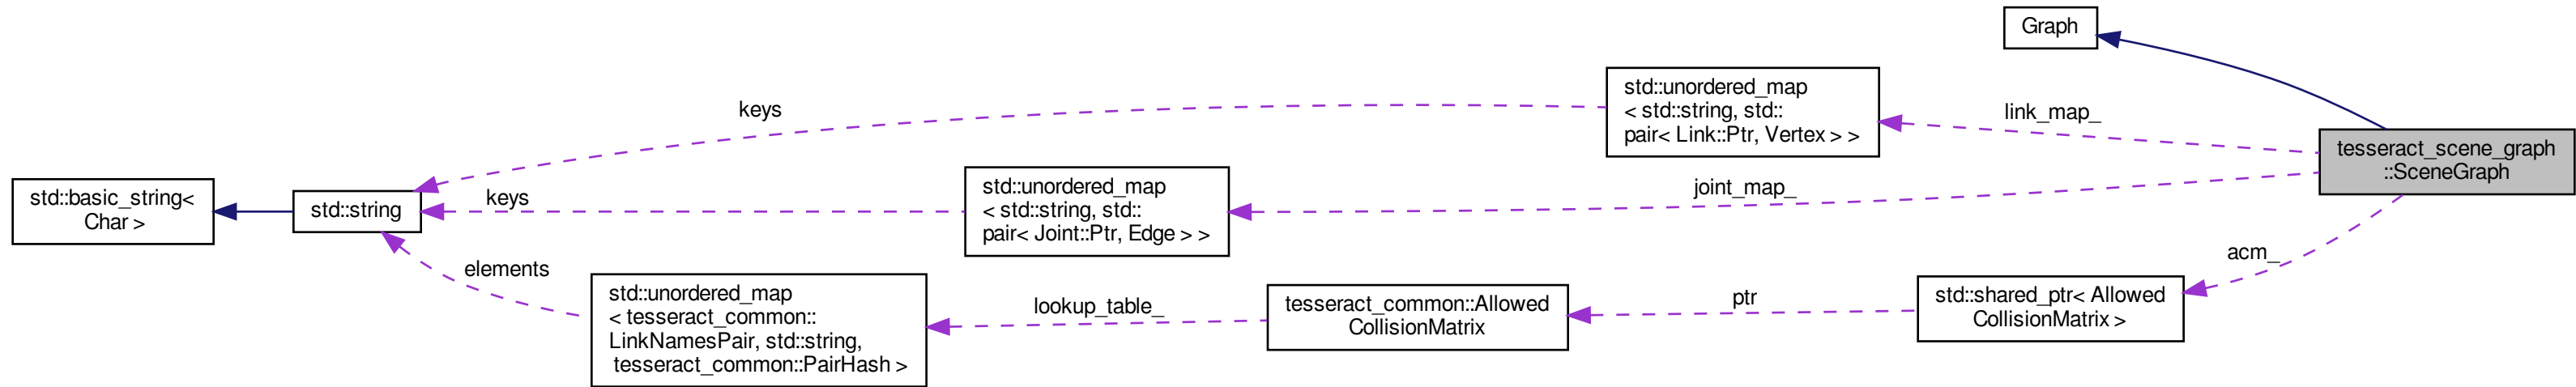 Graph
std::unordered_map
< std::string, std::
pair< Link::Ptr, Vertex > >
keys
link_map_
tesseract_scene_graph
::SceneGraph
std::basic_string<
Char >
std::string
keys
std::unordered_map
< std::string, std::
pair< Joint::Ptr, Edge > >
joint_map_
elements
std::unordered_map
< tesseract_common::
LinkNamesPair, std::string,
tesseract_common::PairHash >
lookup_table_
tesseract_common::Allowed
CollisionMatrix
ptr
std::shared_ptr< Allowed
CollisionMatrix >
acm_